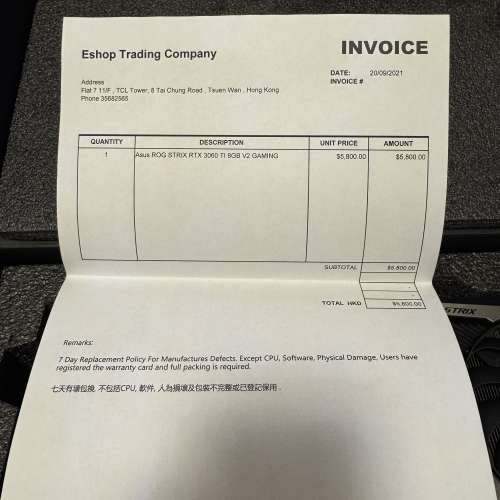 Eshop Trading Company
INVOICE
Address
Flat 7 11/F , TCL Tower, 8 Tai Chung Road , Tsuen Wan , Hong Kong
Phone 35682565
DATE: 20/09/2021
INVOICE #
QUANTITY DESCRIPTION UNIT PRICE AMOUNT
1 Asus ROG STRIX RTX 3060 TI 8GB V2 GAMING $5,800.00 $5,800.00
SUBTOTAL $5,800.00
-
-
TOTAL HKD $5,800.00
Remarks:
7 Day Replacement Policy For Manufactures Defects. Except CPU, Software, Physical Damage, Users have
registered the warranty card and full packing is required.
七天有壞包換, 不包括CPU, 軟件, 人為損壞及包裝不完整或已登記保用 .
STRIX